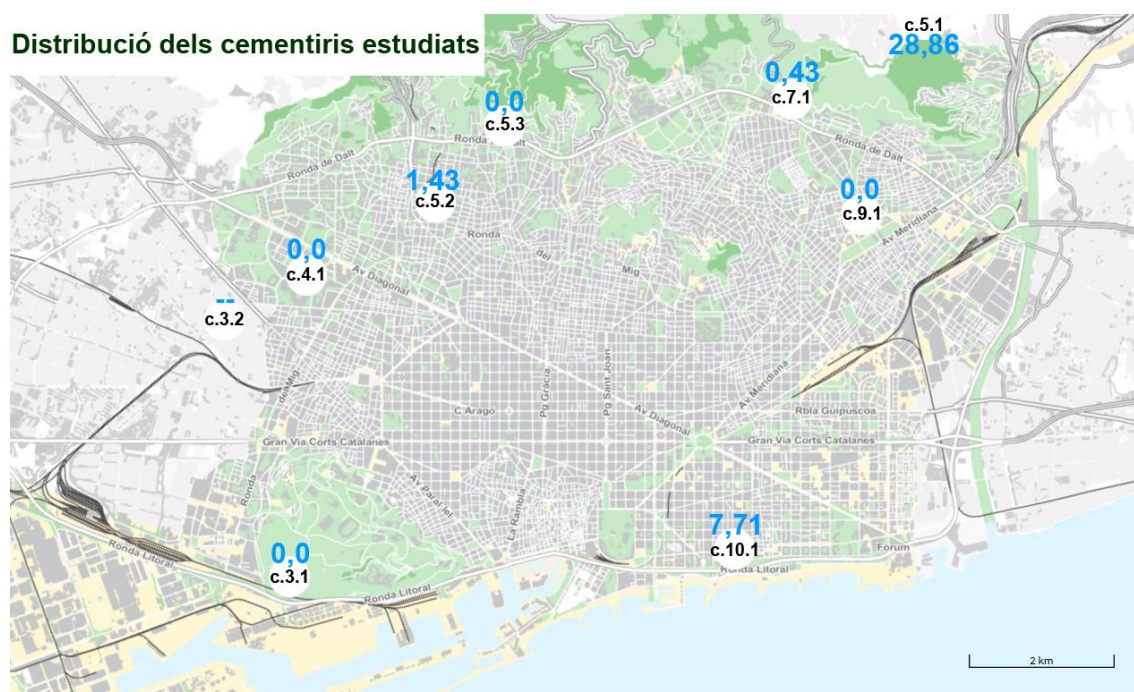 Distribució dels cementiris estudiats
c.5.1
28,86
0,43
c.7.1
0,0
c.5.3
Ronda de Dalt
Ronda de Dalt
Ronda de Dalt
1,43
c.5.2
0,0
c.9.1
Av Meridiana
Ronda del Mig
0,0
c.4.1
Av Diagonal
--
c.3.2
del Mig
Pg Gràcia
Pg Sant Joan
Av Meridiana
C Arago
Av Diagonal
Rbla Guipuscoa
Gran Via Corts Catalanes
Gran Via Corts Catalanes
Ronda
Av Paral·lel
La Rambla
7,71
c.10.1
Forum
Ronda Litoral
0,0
c.3.1
Ronda Litoral
Ronda Litoral
2 km